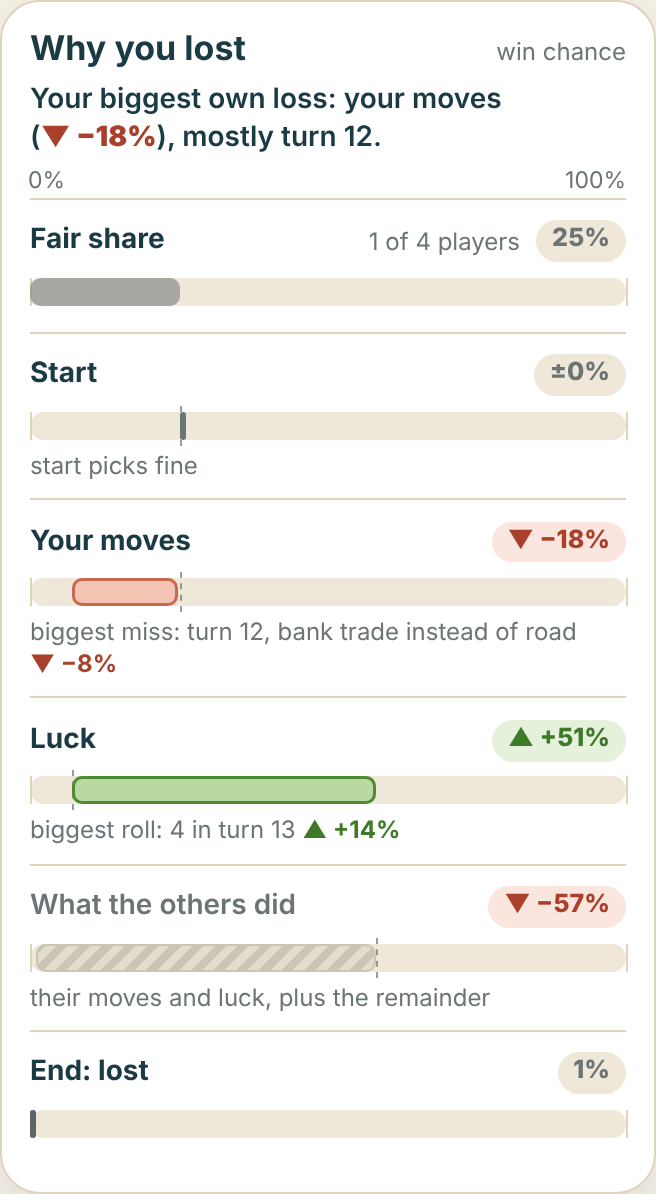 Why you lost win chance
Your biggest own loss: your moves
(▼ −18%), mostly turn 12.
0% 100%
Fair share 1 of 4 players 25%
Start ±0%
start picks fine
Your moves ▼ −18%
biggest miss: turn 12, bank trade instead of road
▼ −8%
Luck ▲ +51%
biggest roll: 4 in turn 13 ▲ +14%
What the others did ▼ −57%
their moves and luck, plus the remainder
End: lost 1%